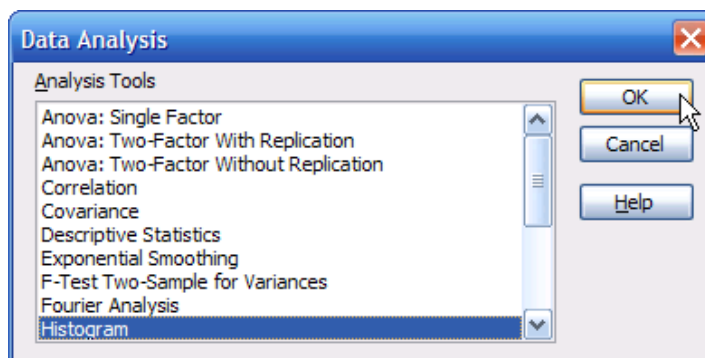 Data Analysis
Analysis Tools
Anova: Single Factor
Anova: Two-Factor With Replication
Anova: Two-Factor Without Replication
Correlation
Covariance
Descriptive Statistics
Exponential Smoothing
F-Test Two-Sample for Variances
Fourier Analysis
Histogram
OK
Cancel
Help